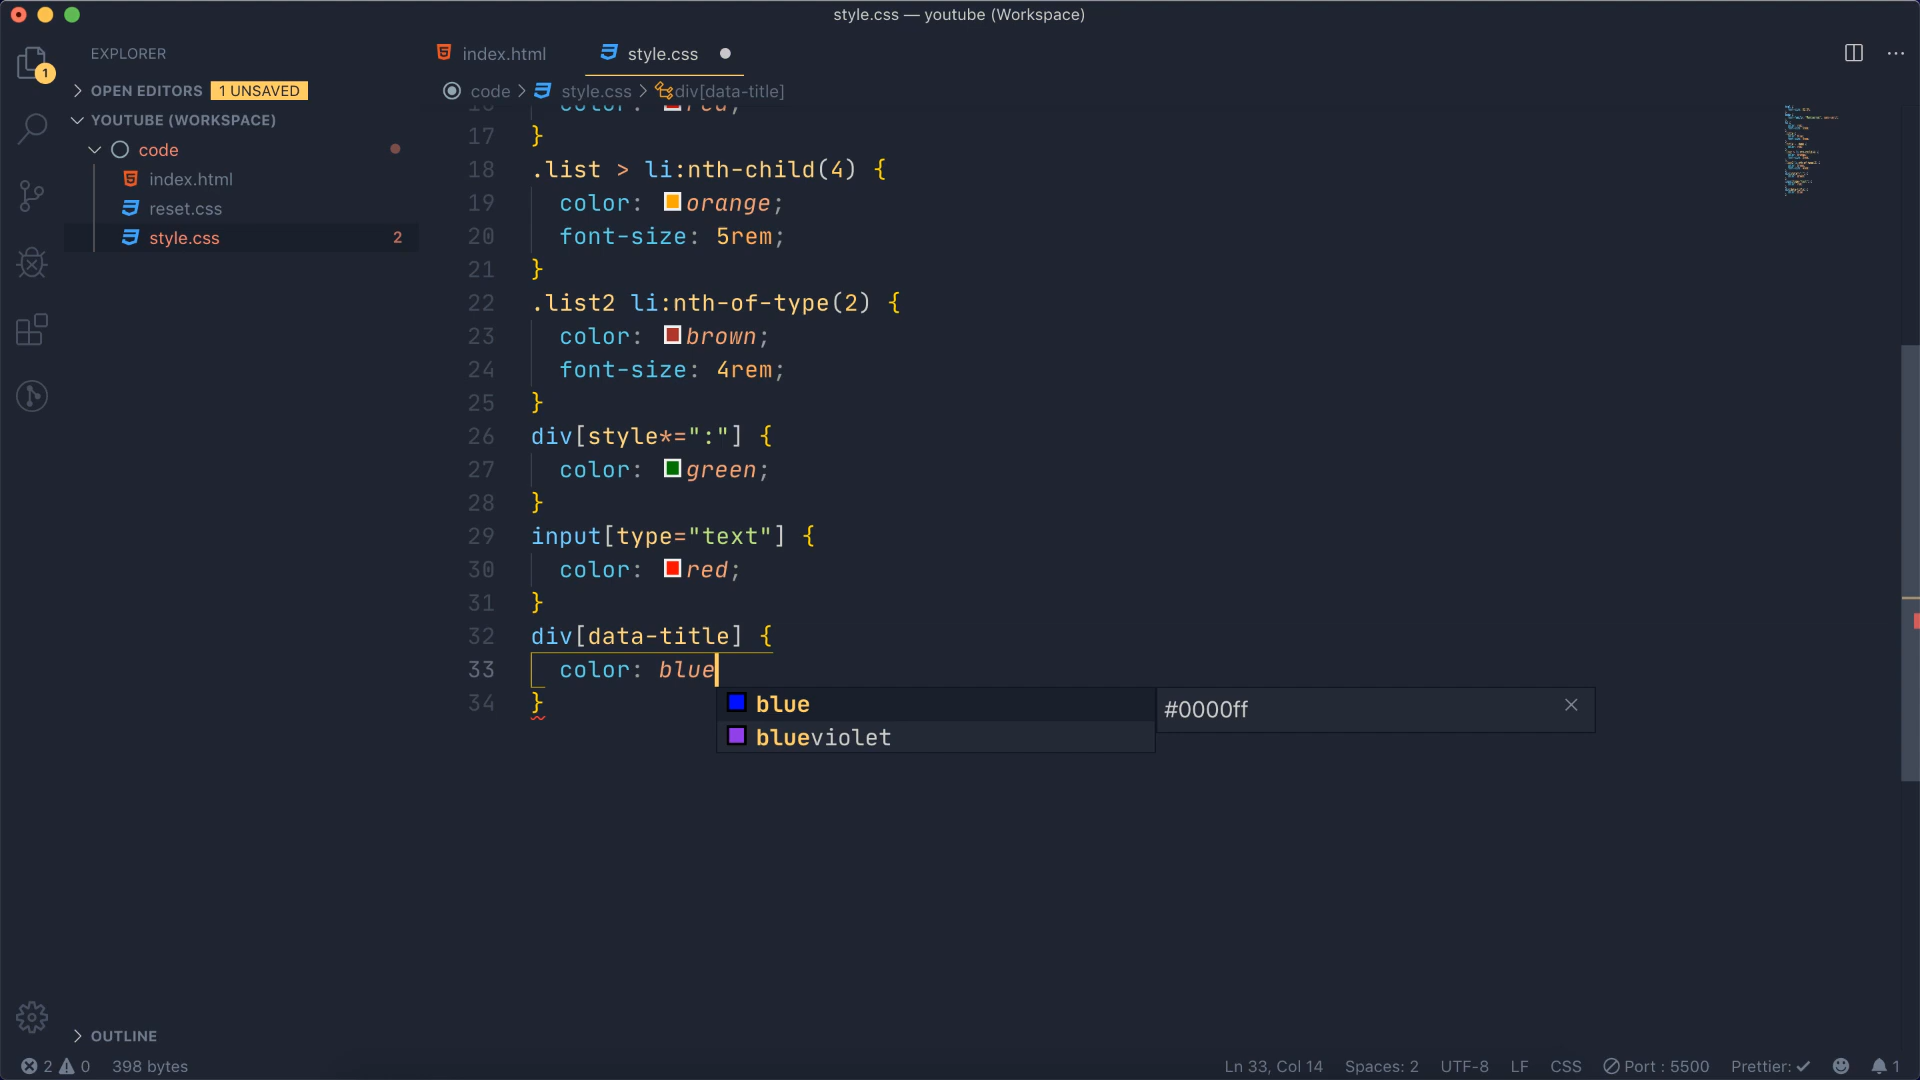 style.css — youtube (Workspace)
EXPLORER
OPEN EDITORS 1 UNSAVED
YOUTUBE (WORKSPACE)
code
index.html
reset.css
style.css 2
1
index.html
style.css
code > style.css > div[data-title]
16 color: red;
17 }
18 .list > li:nth-child(4) {
19 color: orange;
20 font-size: 5rem;
21 }
22 .list2 li:nth-of-type(2) {
23 color: brown;
24 font-size: 4rem;
25 }
26 div[style*=":"] {
27 color: green;
28 }
29 input[type="text"] {
30 color: red;
31 }
32 div[data-title] {
33 color: blue
34 }
blue
blueviolet
#0000ff
OUTLINE
2 0 398 bytes
Ln 33, Col 14 Spaces: 2 UTF-8 LF CSS Port : 5500 Prettier: ✓ 1